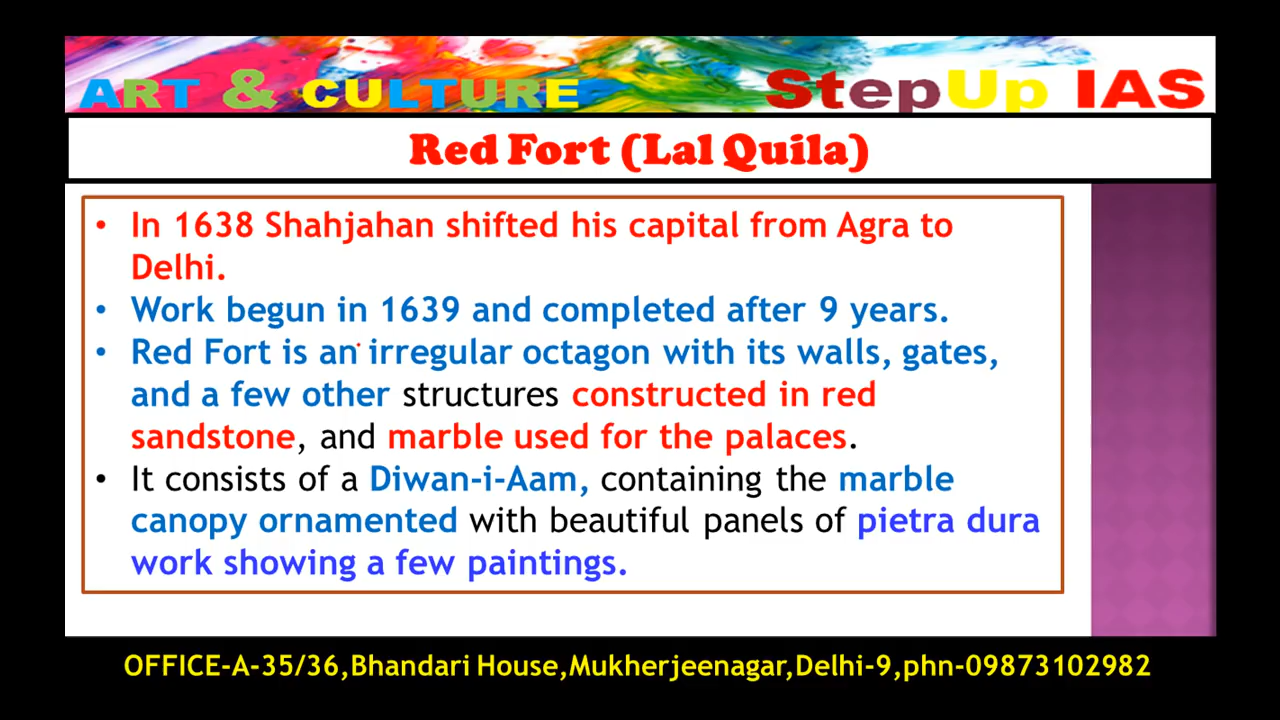 ART & CULTURE StepUp IAS
Red Fort (Lal Quila)
• In 1638 Shahjahan shifted his capital from Agra to
Delhi.
• Work begun in 1639 and completed after 9 years.
• Red Fort is an irregular octagon with its walls, gates,
and a few other structures constructed in red
sandstone, and marble used for the palaces.
• It consists of a Diwan-i-Aam, containing the marble
canopy ornamented with beautiful panels of pietra dura
work showing a few paintings.
OFFICE-A-35/36,Bhandari House,Mukherjeenagar,Delhi-9,phn-09873102982